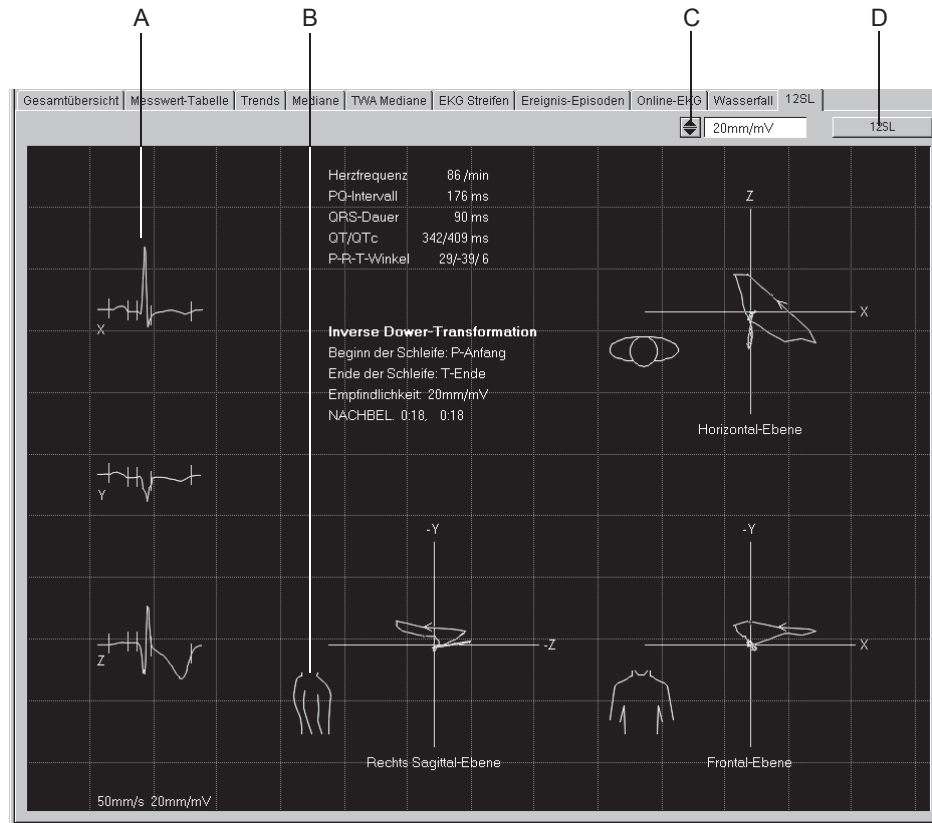 A B C D
Gesamtübersicht Messwert-Tabelle Trends Mediane TWA Mediane EKG Streifen Ereignis-Episoden Online-EKG Wasserfall 12SL
20mm/mV 12SL
Herzfrequenz 86 /min
PQ-Intervall 176 ms
QRS-Dauer 90 ms
QT/QTc 342/409 ms
P-R-T-Winkel 29/-39/ 6
Z
X
X
Inverse Dower-Transformation
Beginn der Schleife: P-Anfang
Ende der Schleife: T-Ende
Empfindlichkeit: 20mm/mV
NACHBEL. 0:18, 0:18
Horizontal-Ebene
Y
-Y -Y
Z
-Z X
Rechts Sagittal-Ebene Frontal-Ebene
50mm/s 20mm/mV